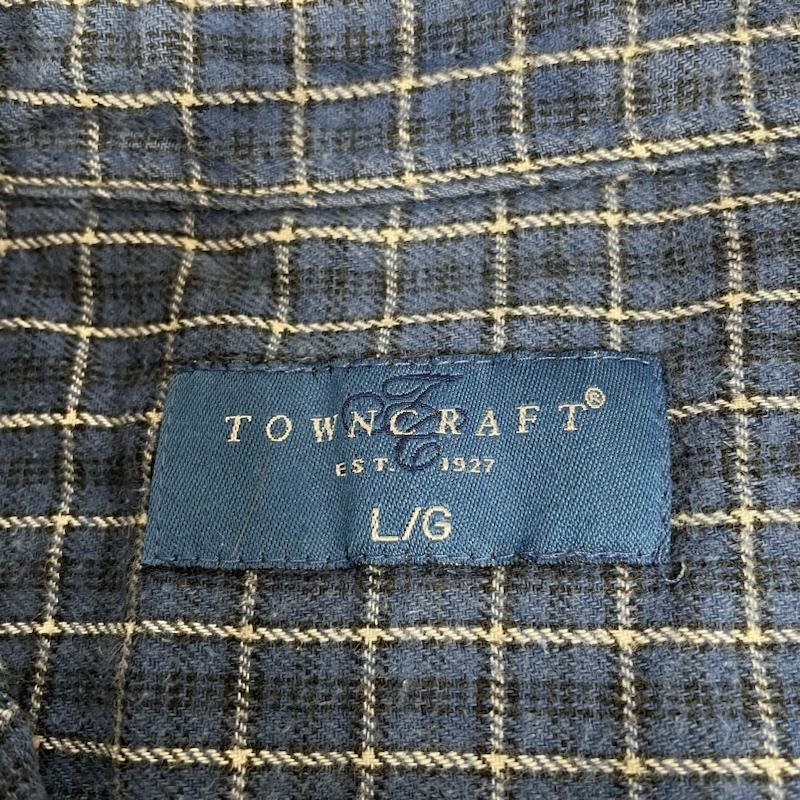 TOWNCRAFT®
EST. 1927
L/G